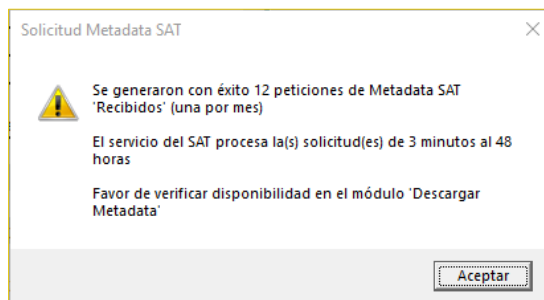 Solicitud Metadata SAT
Se generaron con éxito 12 peticiones de Metadata SAT
'Recibidos' (una por mes)
El servicio del SAT procesa la(s) solicitud(es) de 3 minutos al 48
horas
Favor de verificar disponibilidad en el módulo 'Descargar
Metadata'
Aceptar